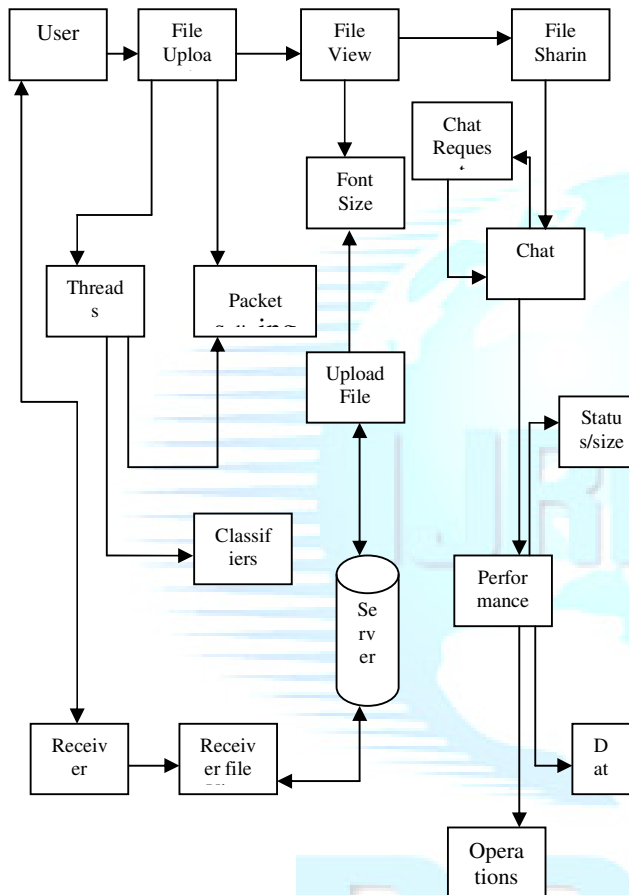 User
File
Uploa
File
View
File
Sharin
Chat
Reques
Font
Size
Chat
Thread
s
Packet
Upload
File
Statu
s/size
Classif
iers
Se
rv
er
Perfor
mance
Receiv
er
Receiv
er file
D
at
Opera
tions